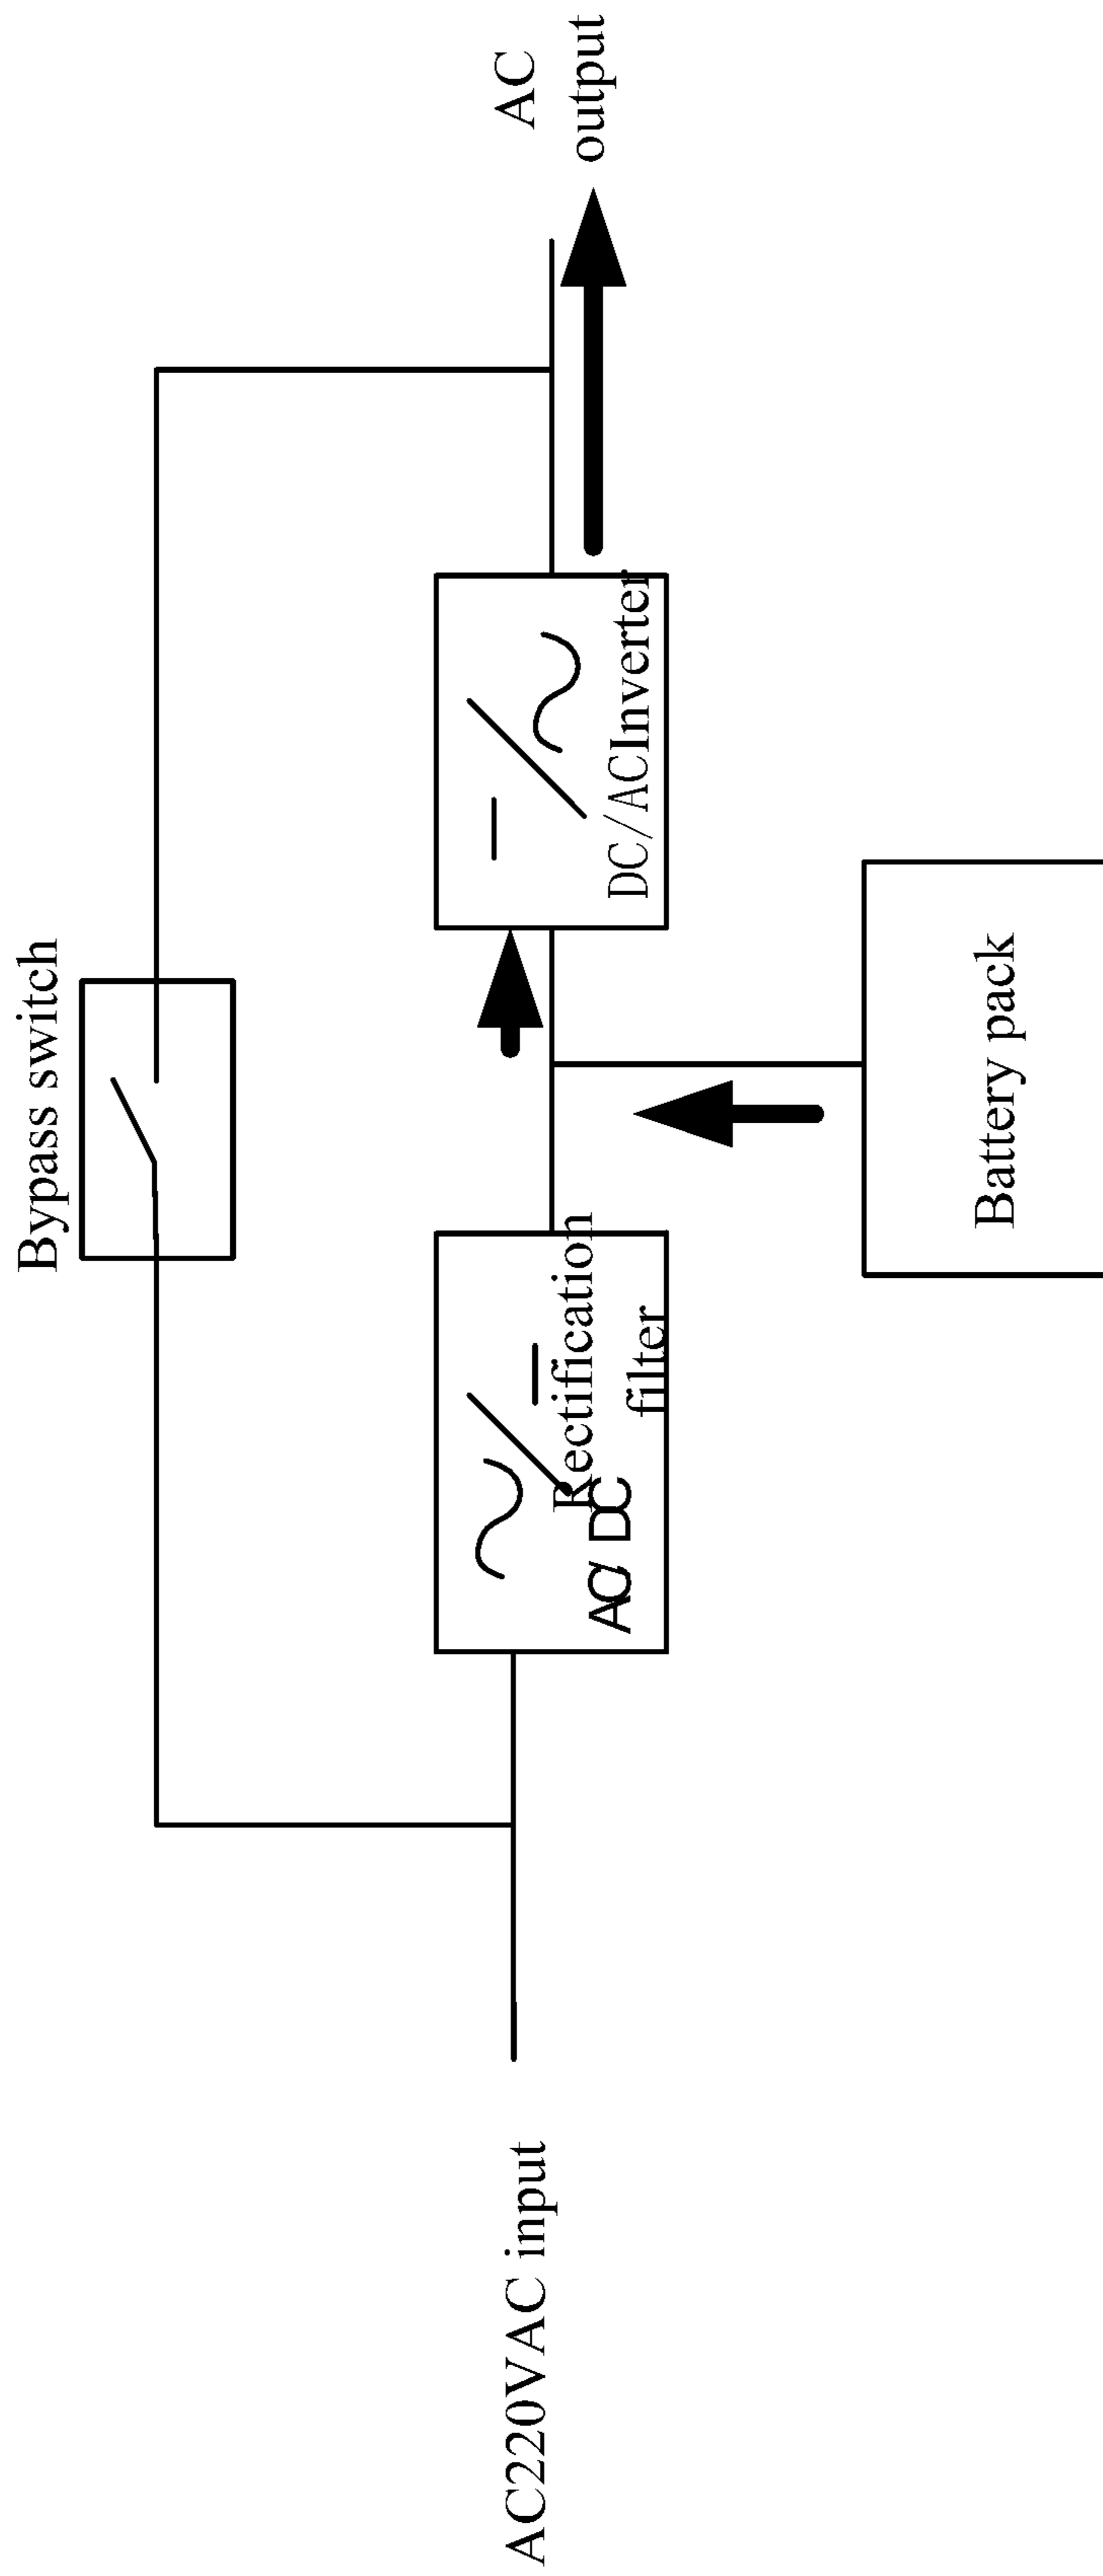 Bypass switch
AC220VAC input
Rectification
filter
AC/DC
DC/ACInverter
AC
output
Battery pack